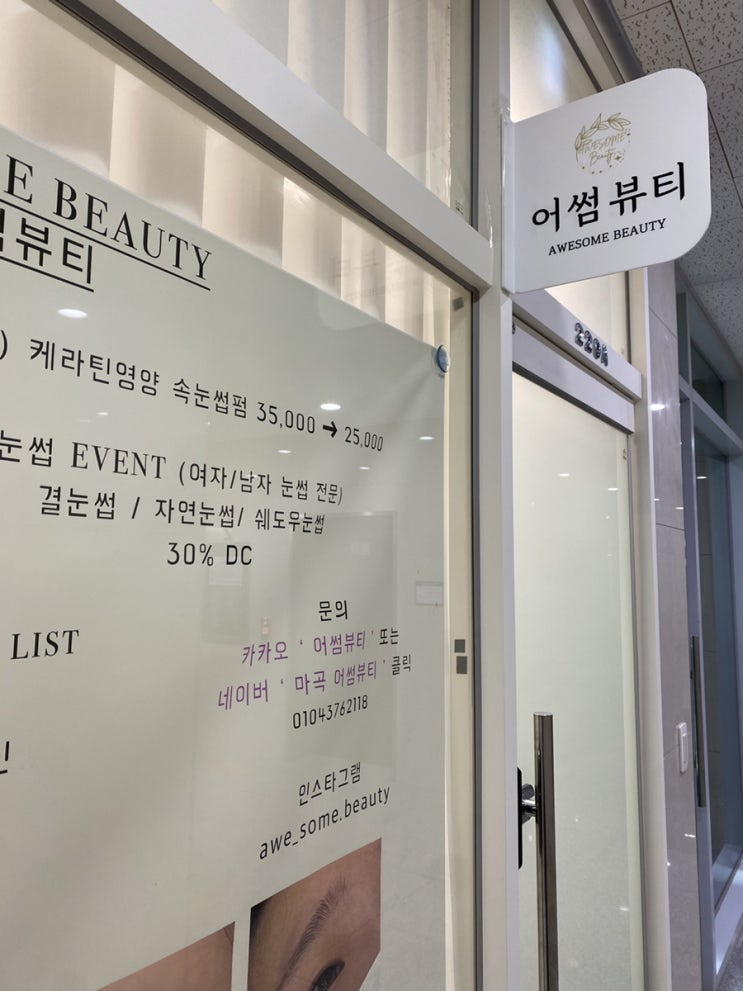 E BEAUTY
뷰티
) 케라틴영양 속눈썹펌 35,000 → 25,000
눈썹 EVENT (여자/남자 눈썹 전문)
결눈썹 / 자연눈썹/ 쉐도우눈썹
30% DC
LIST
문의
카카오 ' 어썸뷰티 ' 또는
네이버 ' 마곡 어썸뷰티 ' 클릭
01043762118
인스타그램
awe_some.beauty
AWESOME
Beauty
어썸뷰티
AWESOME BEAUTY